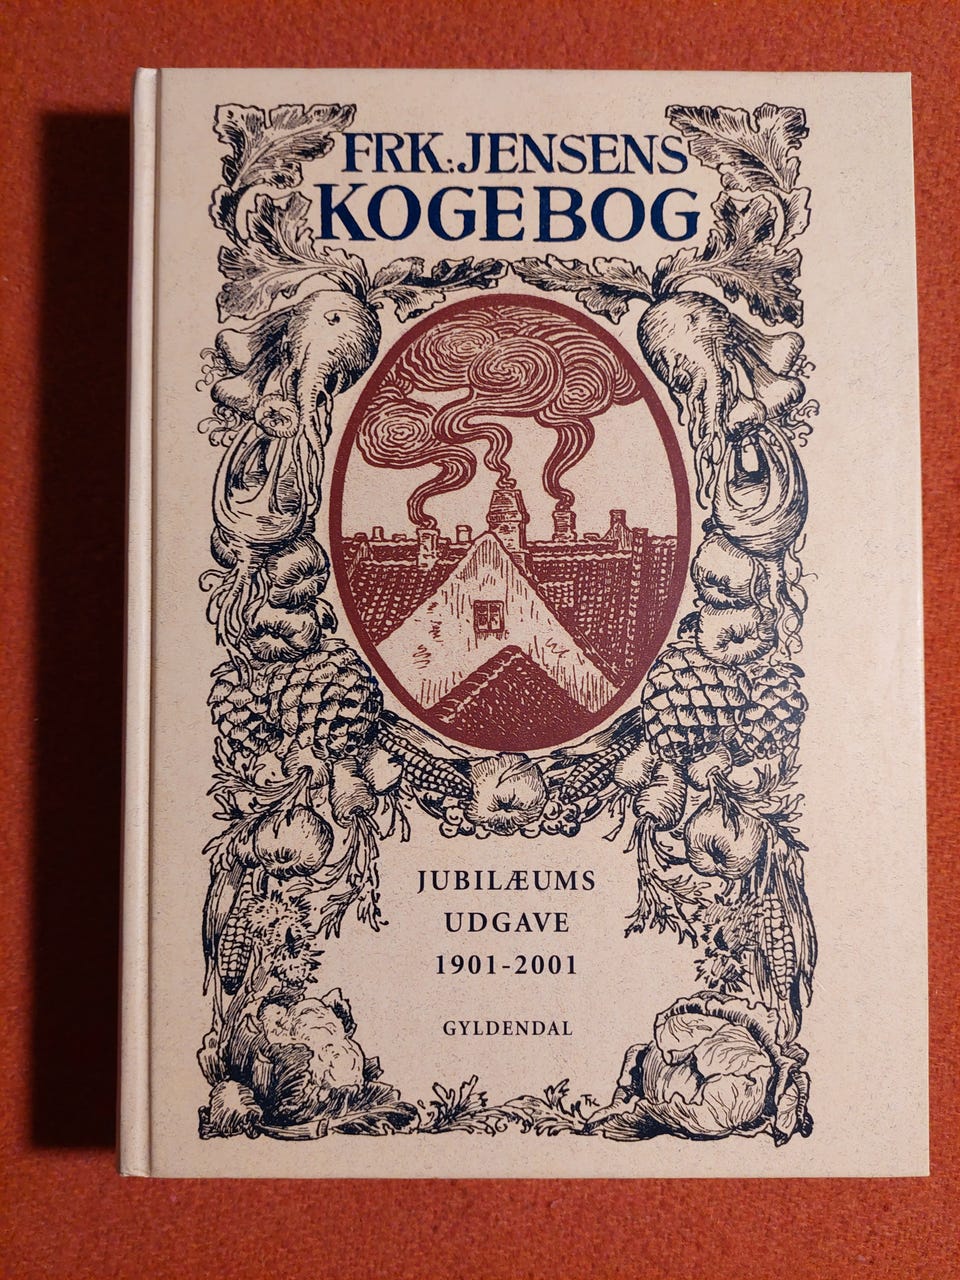 FRK: JENSENS
KOGEBOG
JUBILÆUMS
UDGAVE
1901-2001
GYLDENDAL